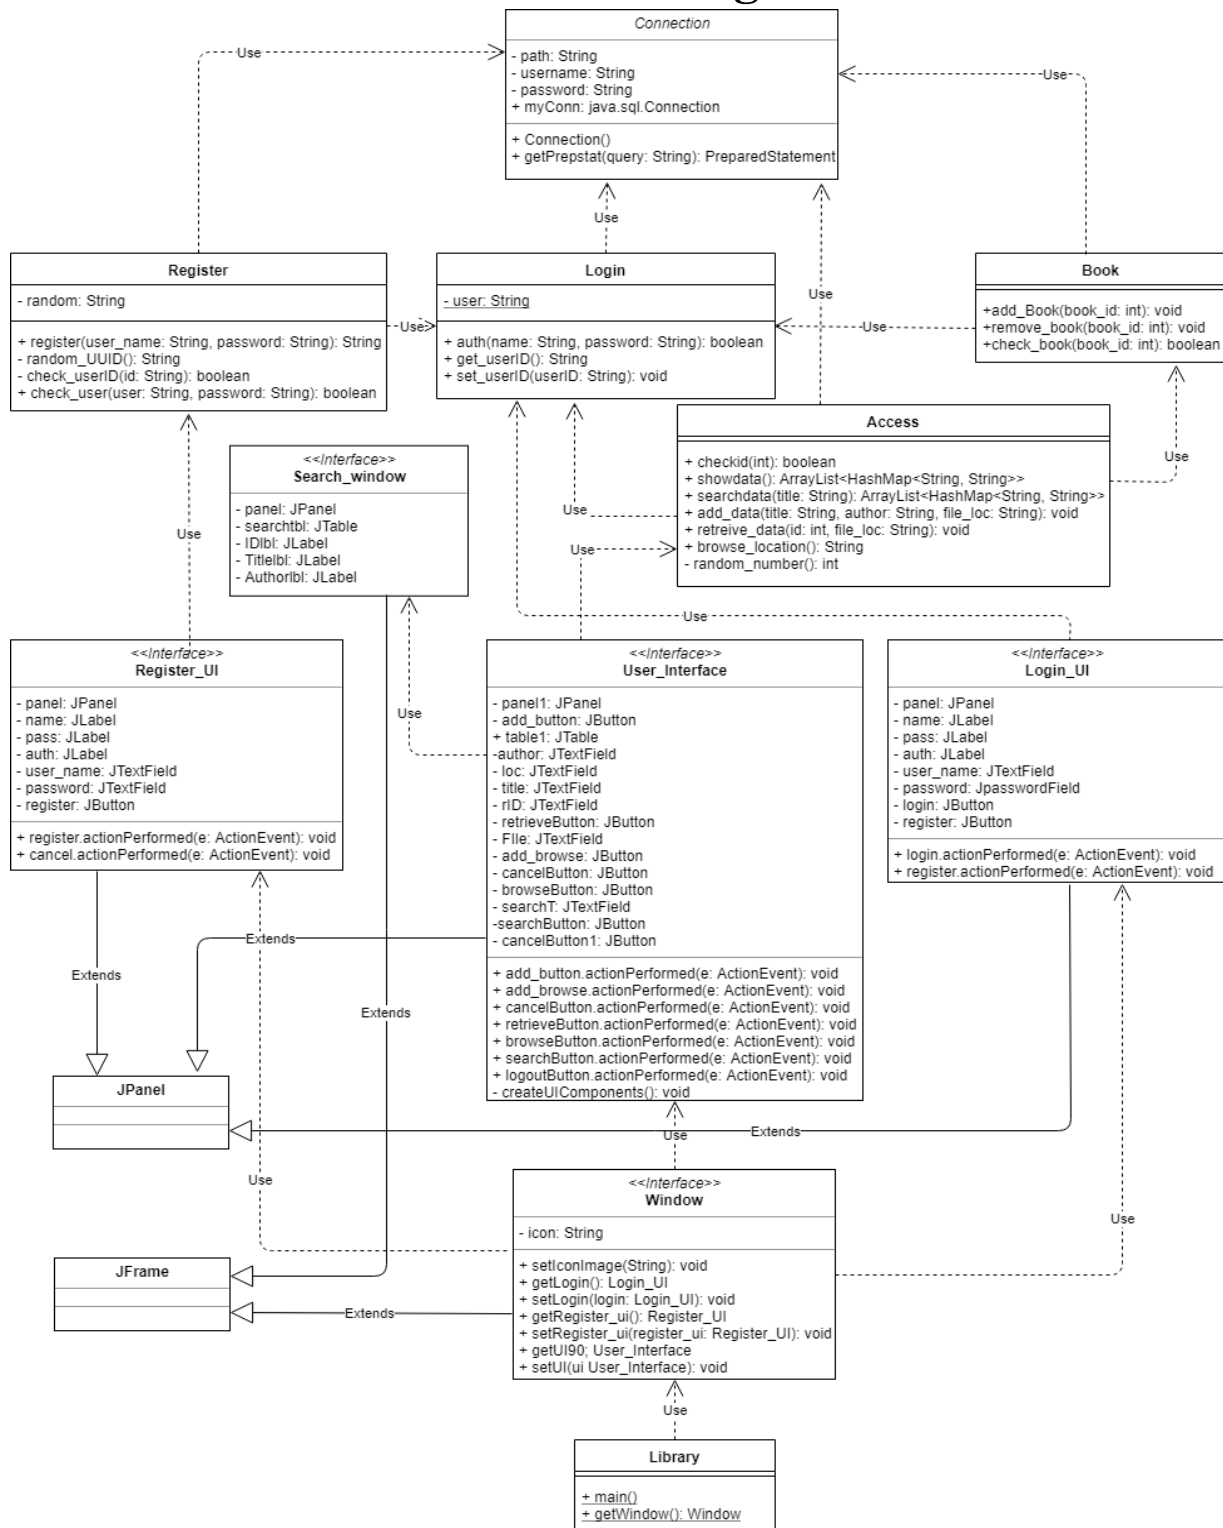 g
Connection
- path: String
- username: String
- password: String
+ myConn: java.sql.Connection
+ Connection()
+ getPrepstat(query: String): PreparedStatement
Use
Use
Use
Use
Register
- random: String
+ register(user_name: String, password: String): String
- random_UUID(): String
- check_userID(id: String): boolean
+ check_user(user: String, password: String): boolean
Use
Login
- user: String
+ auth(name: String, password: String): boolean
+ get_userID(): String
+ set_userID(userID: String): void
Use
Book
+add_Book(book_id: int): void
+remove_book(book_id: int): void
+check_book(book_id: int): boolean
Access
+ checkid(int): boolean
+ showdata(): ArrayList<HashMap<String, String>>
+ searchdata(title: String): ArrayList<HashMap<String, String>>
+ add_data(title: String, author: String, file_loc: String): void
+ retreive_data(id: int, file_loc: String): void
+ browse_location(): String
- random_number(): int
Use
Use
Use
Use
Use
<<Interface>>
Search_window
- panel: JPanel
- searchtbl: JTable
- IDlbl: JLabel
- Titlelbl: JLabel
- Authorlbl: JLabel
<<Interface>>
Register_UI
- panel: JPanel
- name: JLabel
- pass: JLabel
- auth: JLabel
- user_name: JTextField
- password: JTextField
- register: JButton
+ register.actionPerformed(e: ActionEvent): void
+ cancel.actionPerformed(e: ActionEvent): void
Use
<<Interface>>
User_Interface
- panel1: JPanel
- add_button: JButton
+ table1: JTable
-author: JTextField
- loc: JTextField
- title: JTextField
- rID: JTextField
- retrieveButton: JButton
- FIle: JTextField
- add_browse: JButton
- cancelButton: JButton
- browseButton: JButton
- searchT: JTextField
-searchButton: JButton
- cancelButton1: JButton
+ add_button.actionPerformed(e: ActionEvent): void
+ add_browse.actionPerformed(e: ActionEvent): void
+ cancelButton.actionPerformed(e: ActionEvent): void
+ retrieveButton.actionPerformed(e: ActionEvent): void
+ browseButton.actionPerformed(e: ActionEvent): void
+ searchButton.actionPerformed(e: ActionEvent): void
+ logoutButton.actionPerformed(e: ActionEvent): void
- createUIComponents(): void
<<Interface>>
Login_UI
- panel: JPanel
- name: JLabel
- pass: JLabel
- auth: JLabel
- user_name: JTextField
- password: JpasswordField
- login: JButton
- register: JButton
+ login.actionPerformed(e: ActionEvent): void
+ register.actionPerformed(e: ActionEvent): void
Extends
Extends
Extends
JPanel
Use
Extends
Use
Use
<<Interface>>
Window
- icon: String
+ setIconImage(String): void
+ getLogin(): Login_UI
+ setLogin(login: Login_UI): void
+ getRegister_ui(): Register_UI
+ setRegister_ui(register_ui: Register_UI): void
+ getUI90; User_Interface
+ setUI(ui User_Interface): void
JFrame
Extends
Use
Library
+ main()
+ getWindow(): Window